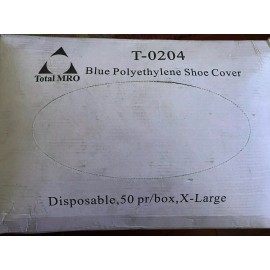 T-0204
Total MRO
Blue Polyethylene Shoe Cover
Disposable,50 pr/box,X-Large